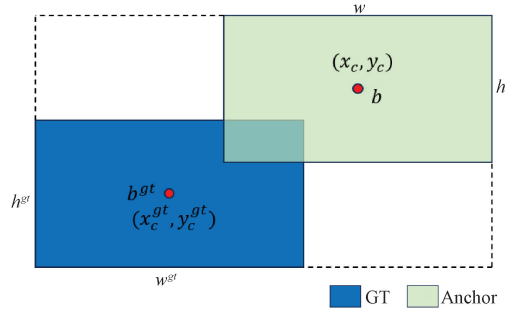 w
(x_c, y_c)
b
h
b^{gt}
(x_c^{gt}, y_c^{gt})
h^{gt}
w^{gt}
GT
Anchor